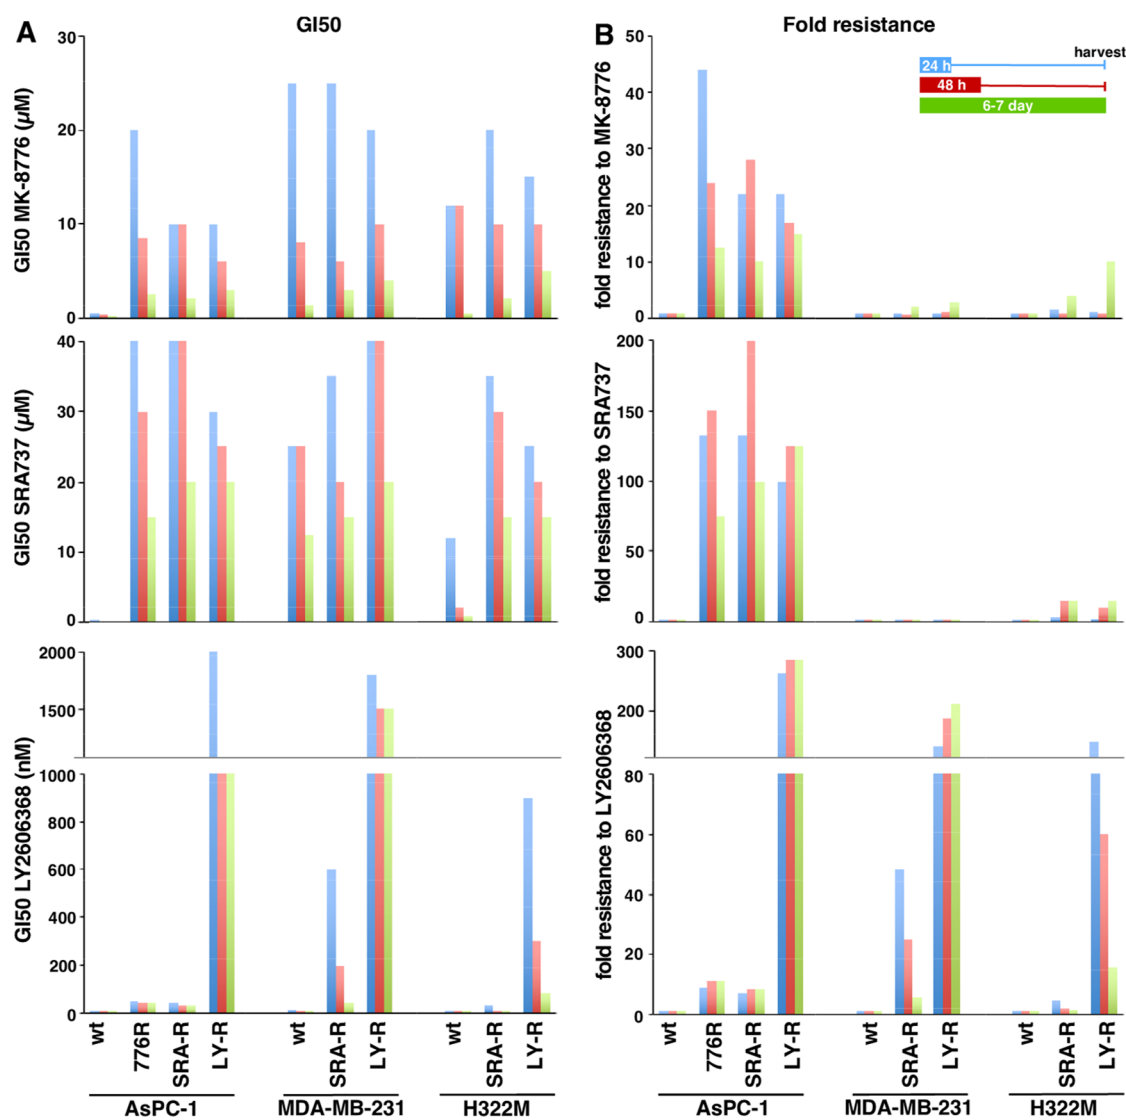 A
GI50
B
Fold resistance
GI50 MK-8776 (µM)
30
20
10
0
fold resistance to MK-8776
50
40
30
20
10
0
harvest
24 h
48 h
6-7 day
GI50 SRA737 (µM)
40
30
20
10
0
fold resistance to SRA737
200
150
100
50
0
GI50 LY2606368 (nM)
2000
1500
1000
800
600
400
200
0
fold resistance to LY2606368
300
200
80
60
40
20
0
wt
776R
SRA-R
LY-R
wt
SRA-R
LY-R
wt
SRA-R
LY-R
AsPC-1
MDA-MB-231
H322M
wt
776R
SRA-R
LY-R
wt
SRA-R
LY-R
wt
SRA-R
LY-R
AsPC-1
MDA-MB-231
H322M